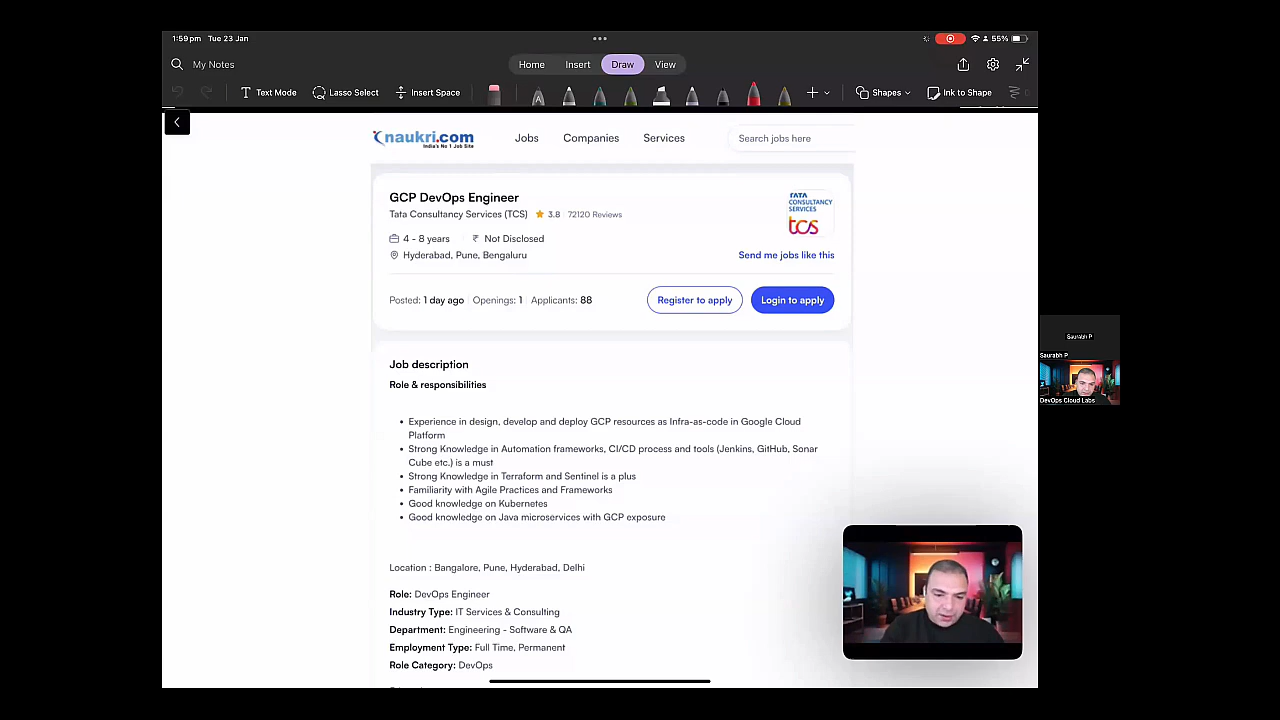 1:59 pm Tue 23 Jan
55%
My Notes
Home Insert Draw View
Text Mode Lasso Select Insert Space
Shapes Ink to Shape
naukri.com
India's No 1 Job Site
Jobs Companies Services
Search jobs here
GCP DevOps Engineer
Tata Consultancy Services (TCS) 3.8 72120 Reviews
TATA
CONSULTANCY
SERVICES
tcs
4 - 8 years ₹ Not Disclosed
Hyderabad, Pune, Bengaluru
Send me jobs like this
Posted: 1 day ago Openings: 1 Applicants: 88
Register to apply
Login to apply
Job description
Role & responsibilities
• Experience in design, develop and deploy GCP resources as Infra-as-code in Google Cloud
Platform
• Strong Knowledge in Automation frameworks, CI/CD process and tools (Jenkins, GitHub, Sonar
Cube etc,) is a must
• Strong Knowledge in Terraform and Sentinel is a plus
• Familiarity with Agile Practices and Frameworks
• Good knowledge on Kubernetes
• Good knowledge on Java microservices with GCP exposure
Location : Bangalore, Pune, Hyderabad, Delhi
Role: DevOps Engineer
Industry Type: IT Services & Consulting
Department: Engineering - Software & QA
Employment Type: Full Time, Permanent
Role Category: DevOps
Saurabh P
Saurabh P
DevOps Cloud Labs